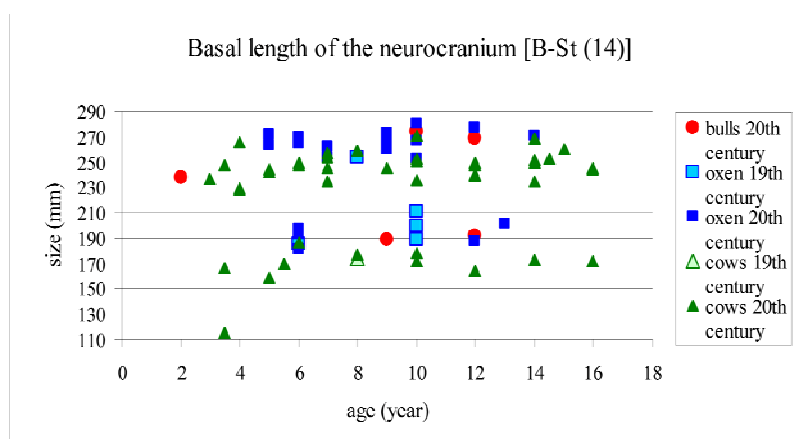 Basal length of the neurocranium [B-St (14)]
290
270
250
230
210
190
170
150
130
110
size (mm)
0 2 4 6 8 10 12 14 16 18
age (year)
bulls 20th
century
oxen 19th
century
oxen 20th
century
cows 19th
century
cows 20th
century